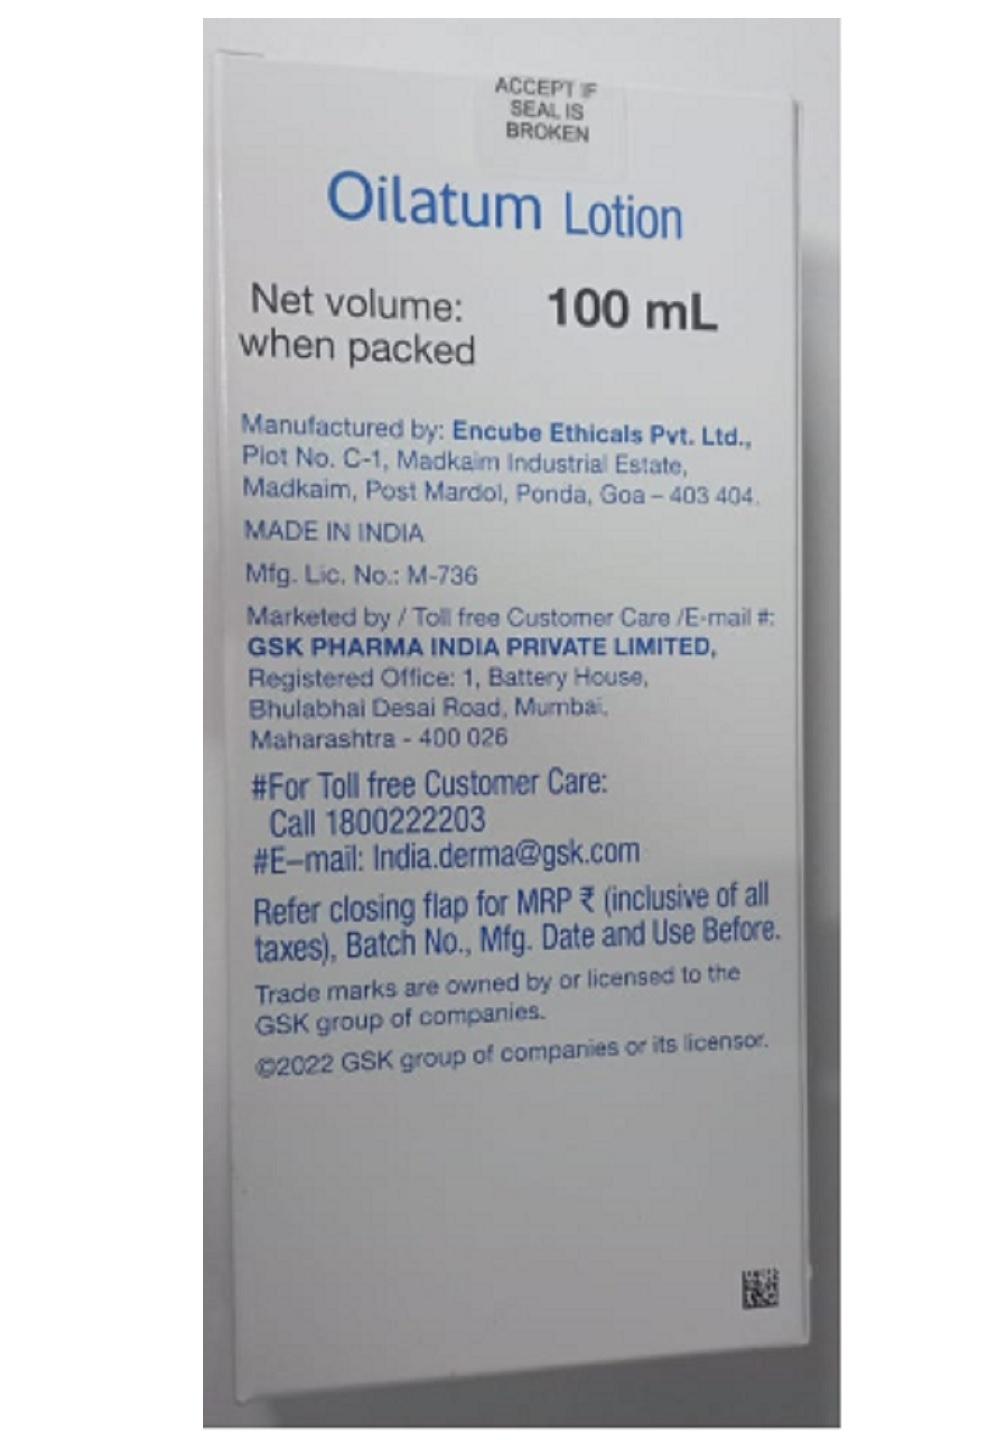 ACCEPT IF
SEAL IS
BROKEN
Oilatum Lotion
Net volume: 100 mL
when packed
Manufactured by: Encube Ethicals Pvt. Ltd.,
Plot No. C-1, Madkaim Industrial Estate,
Madkaim, Post Mardol, Ponda, Goa – 403 404.
MADE IN INDIA
Mfg. Lic. No.: M-736
Marketed by / Toll free Customer Care /E-mail #:
GSK PHARMA INDIA PRIVATE LIMITED,
Registered Office: 1, Battery House,
Bhulabhai Desai Road, Mumbai,
Maharashtra - 400 026
#For Toll free Customer Care:
Call 1800222203
#E–mail: India.derma@gsk.com
Refer closing flap for MRP ₹ (inclusive of all
taxes), Batch No., Mfg. Date and Use Before.
Trade marks are owned by or licensed to the
GSK group of companies.
©2022 GSK group of companies or its licensor.